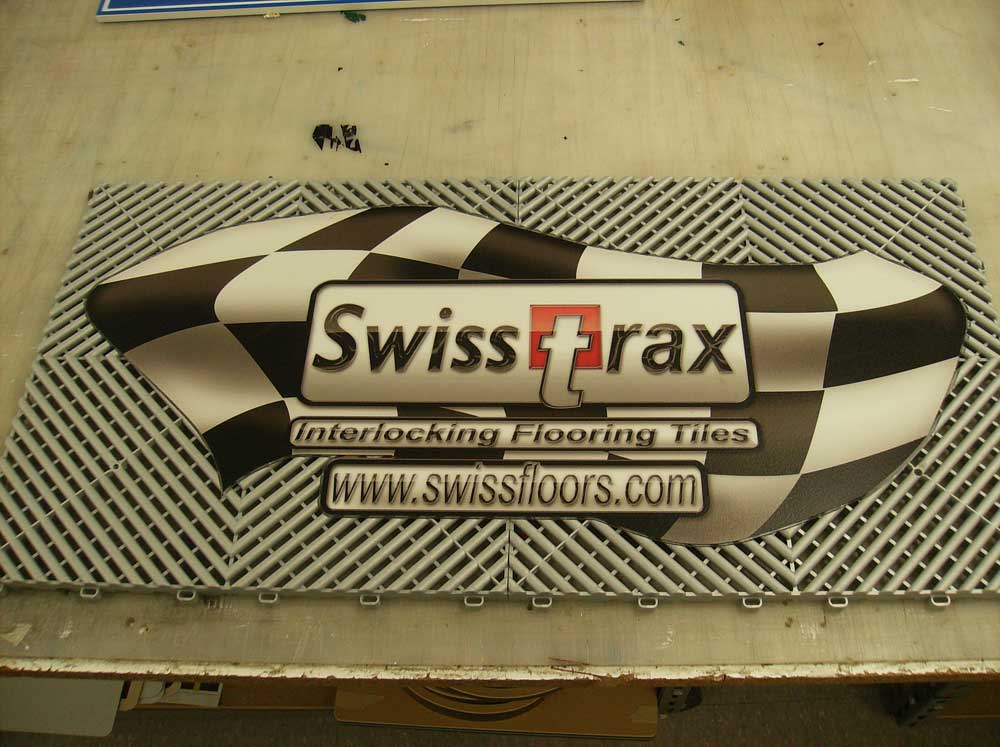 Swisstrax
Interlocking Flooring Tiles
www.swissfloors.com